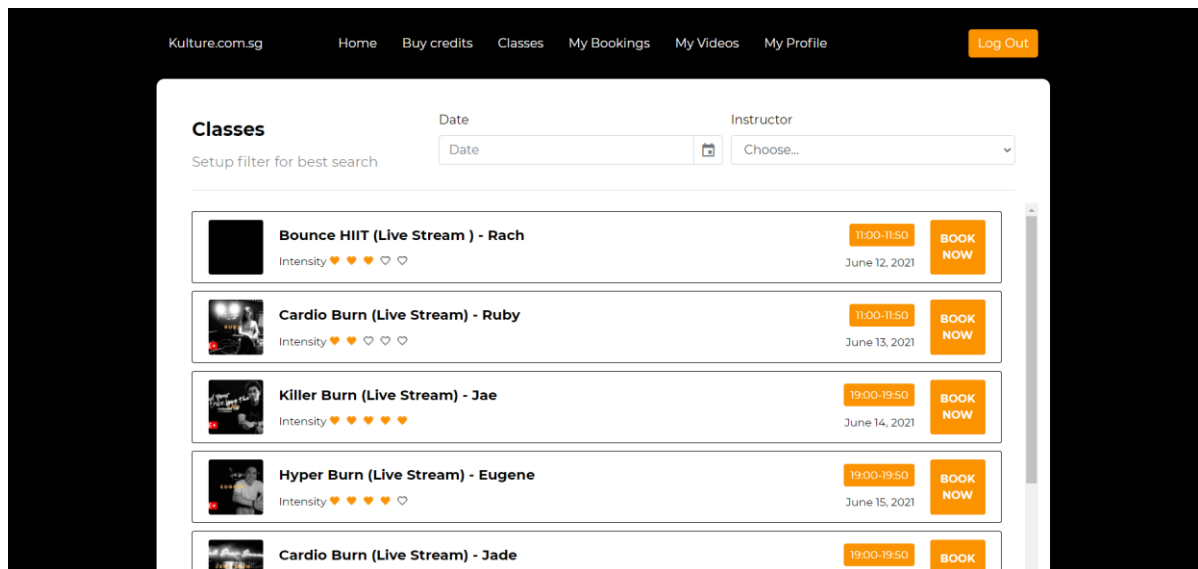 Kulture.com.sg Home Buy credits Classes My Bookings My Videos My Profile Log Out
Classes
Setup filter for best search
Date
Date
Instructor
Choose...
Bounce HIIT (Live Stream ) - Rach
Intensity
11:00-11:50
June 12, 2021
BOOK
NOW
Cardio Burn (Live Stream) - Ruby
Intensity
11:00-11:50
June 13, 2021
BOOK
NOW
Killer Burn (Live Stream) - Jae
Intensity
19:00-19:50
June 14, 2021
BOOK
NOW
Hyper Burn (Live Stream) - Eugene
Intensity
19:00-19:50
June 15, 2021
BOOK
NOW
Cardio Burn (Live Stream) - Jade
19:00-19:50
BOOK